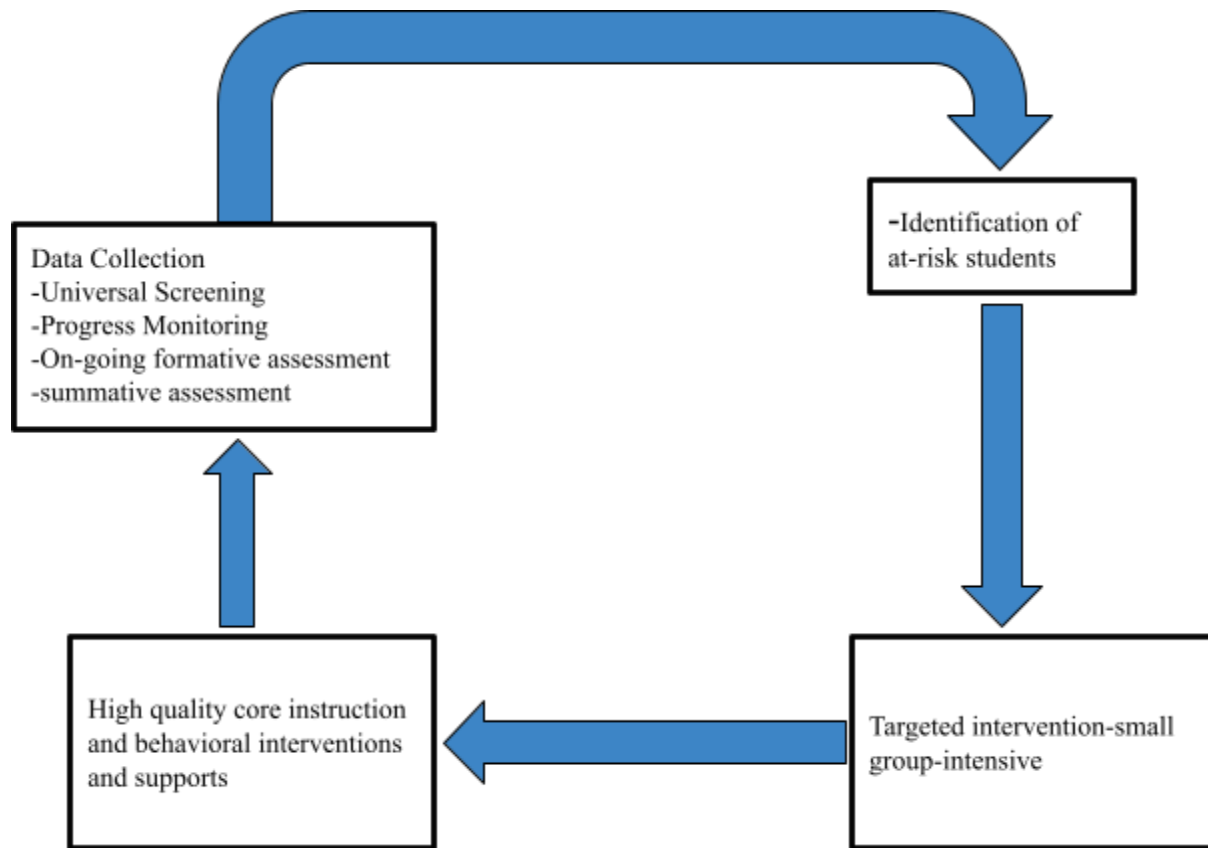 Data Collection
-Universal Screening
-Progress Monitoring
-On-going formative assessment
-summative assessment
-Identification of
at-risk students
High quality core instruction
and behavioral interventions
and supports
Targeted intervention-small
group-intensive